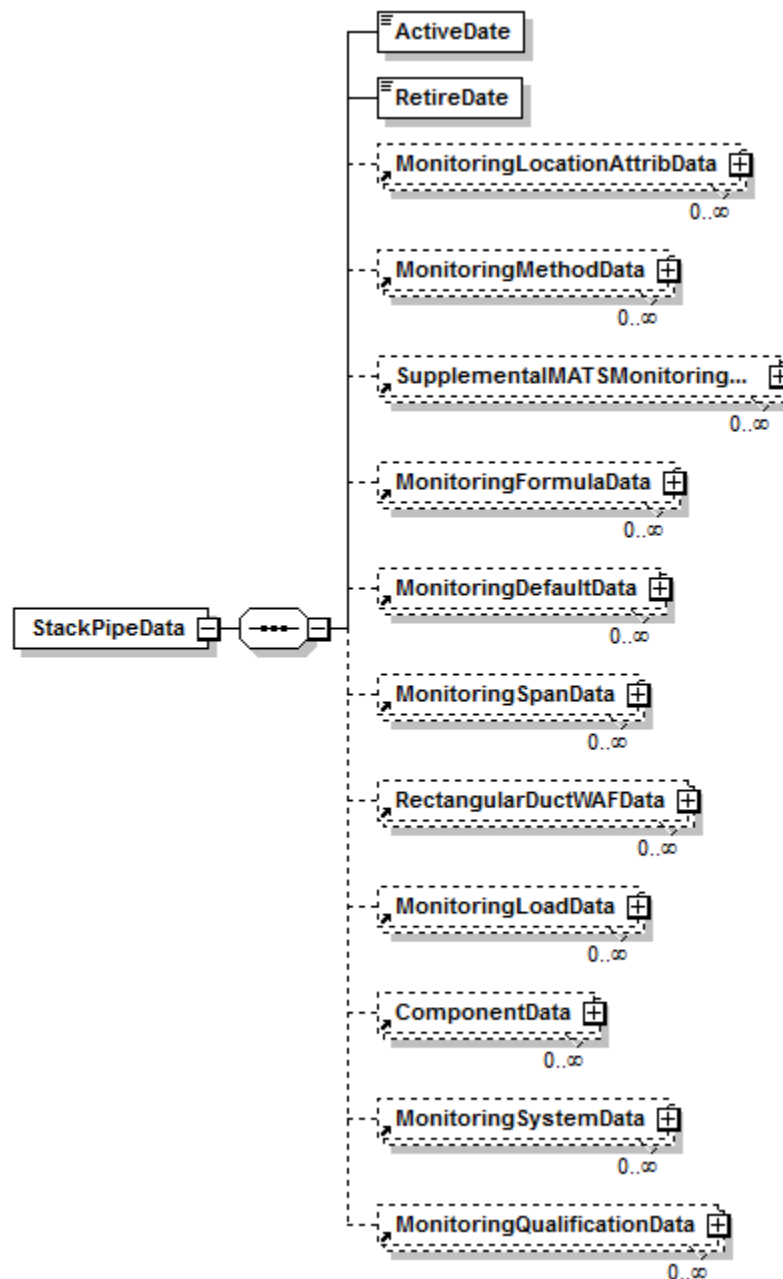 ActiveDate
RetireDate
MonitoringLocationAttribData
0..∞
MonitoringMethodData
0..∞
SupplementalMATSMonitoring...
0..∞
MonitoringFormulaData
0..∞
MonitoringDefaultData
0..∞
StackPipeData
MonitoringSpanData
0..∞
RectangularDuctWAFData
0..∞
MonitoringLoadData
0..∞
ComponentData
0..∞
MonitoringSystemData
0..∞
MonitoringQualificationData
0..∞